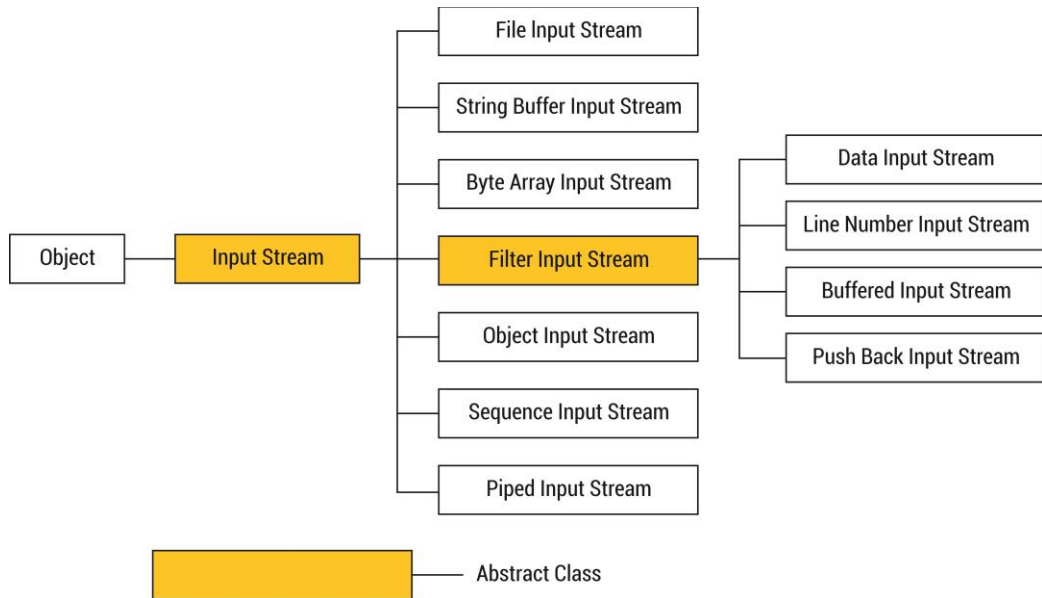 File Input Stream
String Buffer Input Stream
Byte Array Input Stream
Object
Input Stream
Filter Input Stream
Object Input Stream
Sequence Input Stream
Piped Input Stream
Data Input Stream
Line Number Input Stream
Buffered Input Stream
Push Back Input Stream
Abstract Class